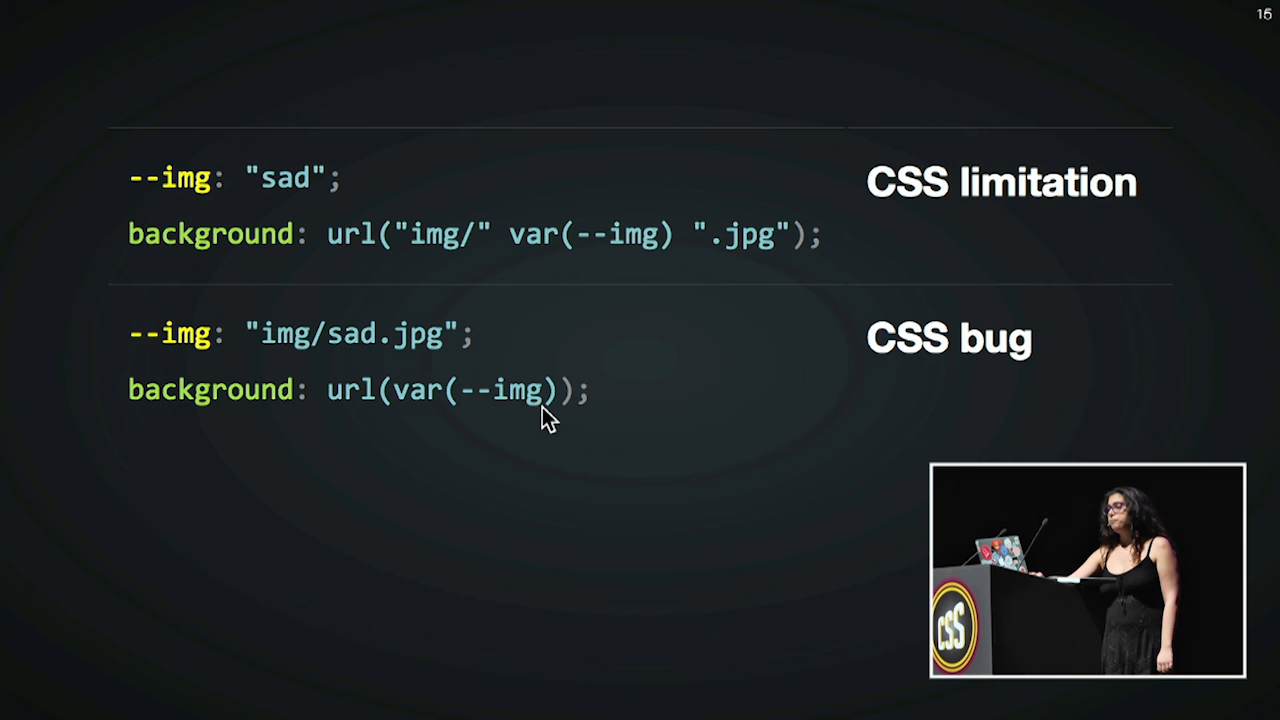 15
--img: "sad";
background: url("img/" var(--img) ".jpg");
CSS limitation
--img: "img/sad.jpg";
background: url(var(--img));
CSS bug
CSS